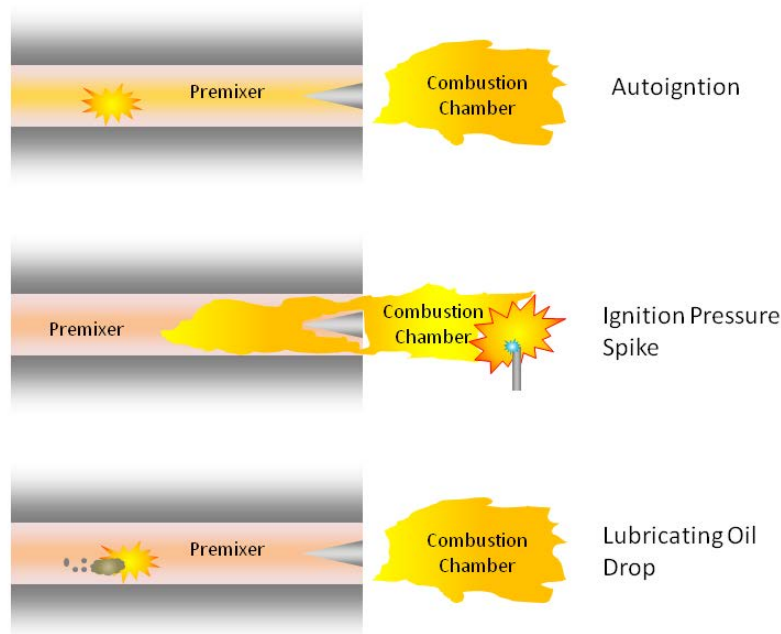 Premixer
Combustion
Chamber
Autoigntion
Premixer
Combustion
Chamber
Ignition Pressure
Spike
Premixer
Combustion
Chamber
Lubricating Oil
Drop